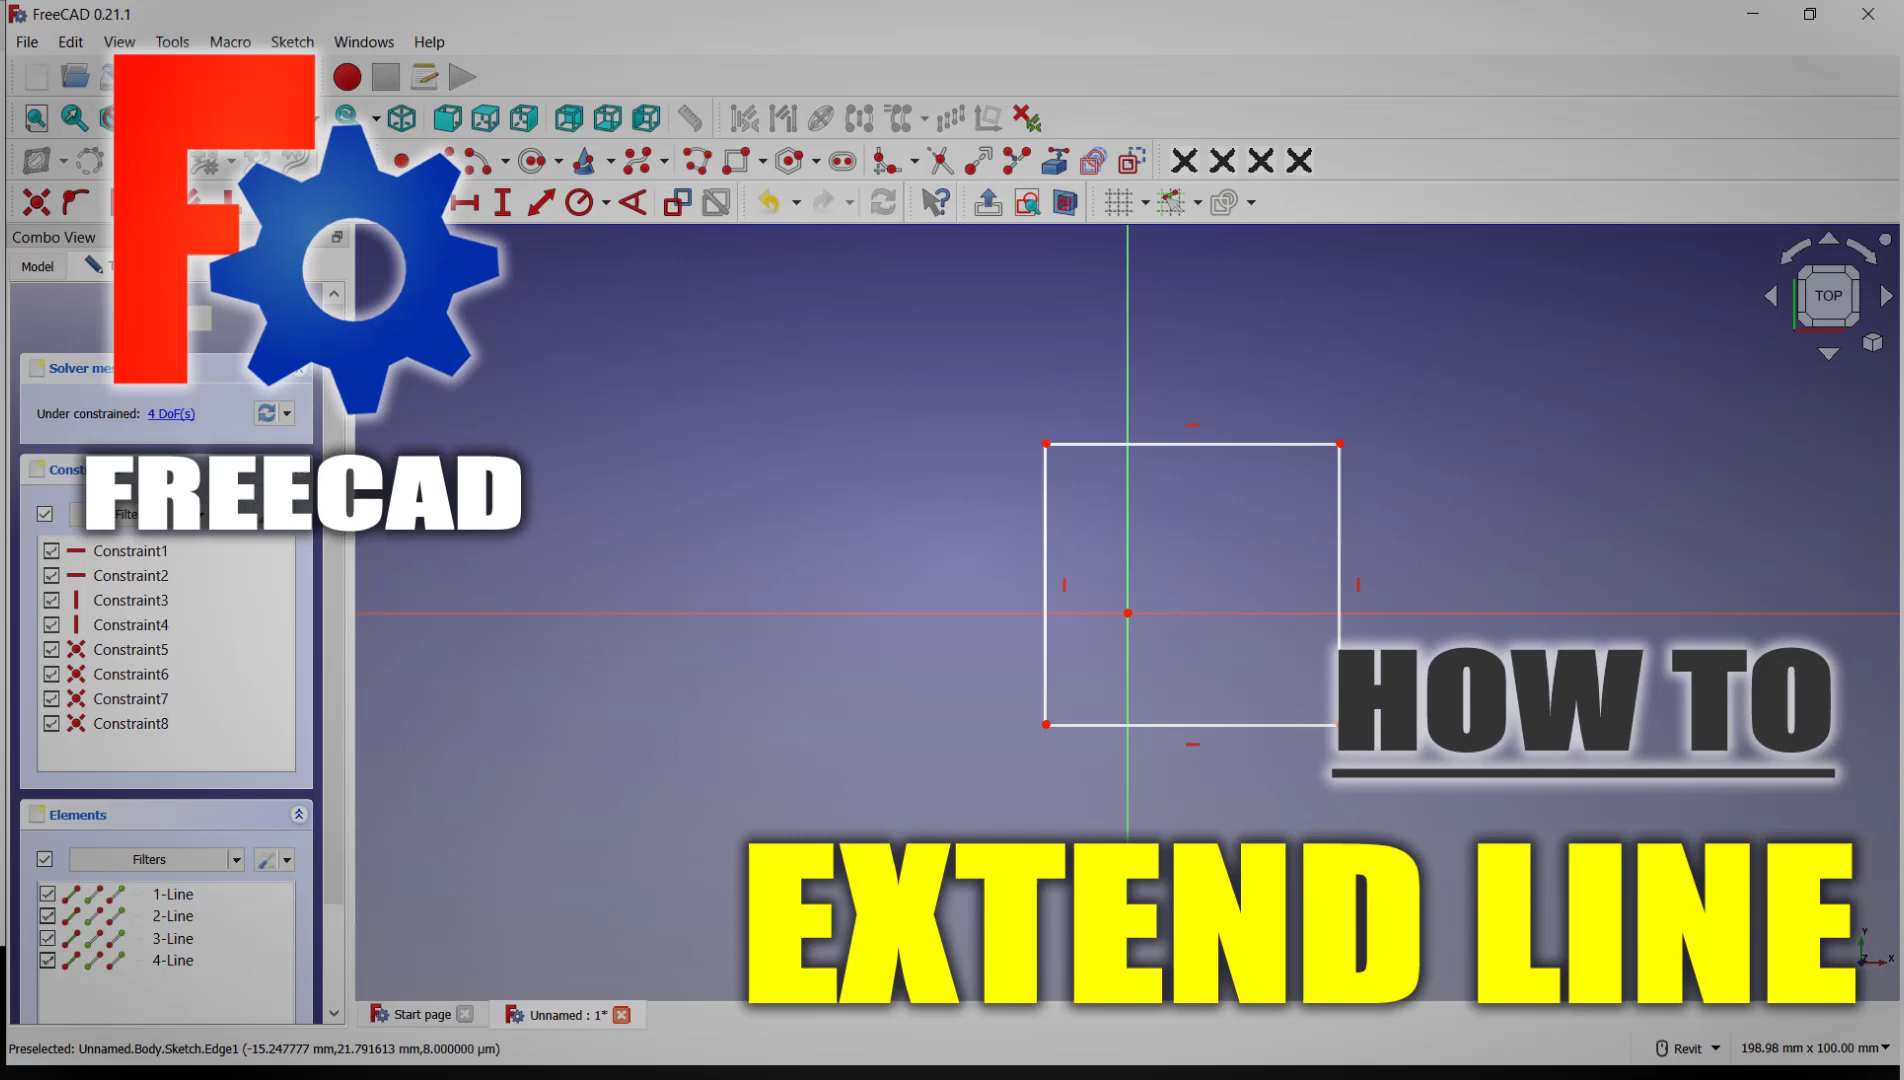 FreeCAD 0.21.1
File Edit View Tools Macro Sketch Windows Help
Combo View
Model
TOP
Solver
Under constrained: 4 DoF(s)
FREECAD
Constraint1
Constraint2
Constraint3
Constraint4
Constraint5
Constraint6
Constraint7
Constraint8
HOW TO
Elements
Filters
1-Line
2-Line
3-Line
4-Line
EXTEND LINE
Y
X
Z
Start page
Unnamed : 1*
Preselected: Unnamed.Body.Sketch.Edge1 (-15.247777 mm,21.791613 mm,8.000000 μm)
Revit
198.98 mm x 100.00 mm